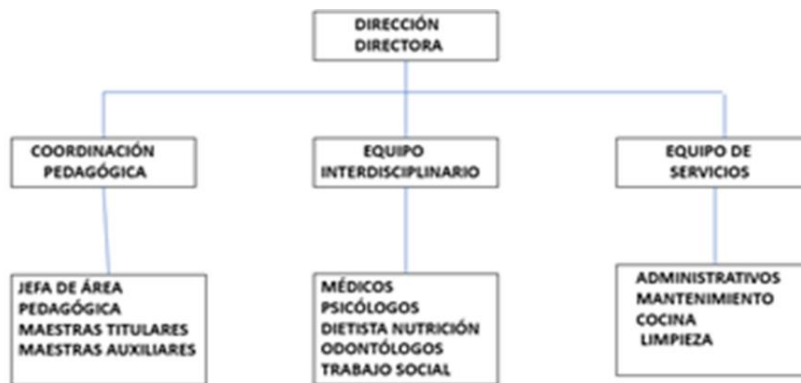 DIRECCIÓN
DIRECTORA
COORDINACIÓN
PEDAGÓGICA
EQUIPO
INTERDISCIPLINARIO
EQUIPO DE
SERVICIOS
JEFA DE ÁREA
PEDAGÓGICA
MAESTRAS TITULARES
MAESTRAS AUXILIARES
MÉDICOS
PSICÓLOGOS
DIETISTA NUTRICIÓN
ODONTÓLOGOS
TRABAJO SOCIAL
ADMINISTRATIVOS
MANTENIMIENTO
COCINA
LIMPIEZA